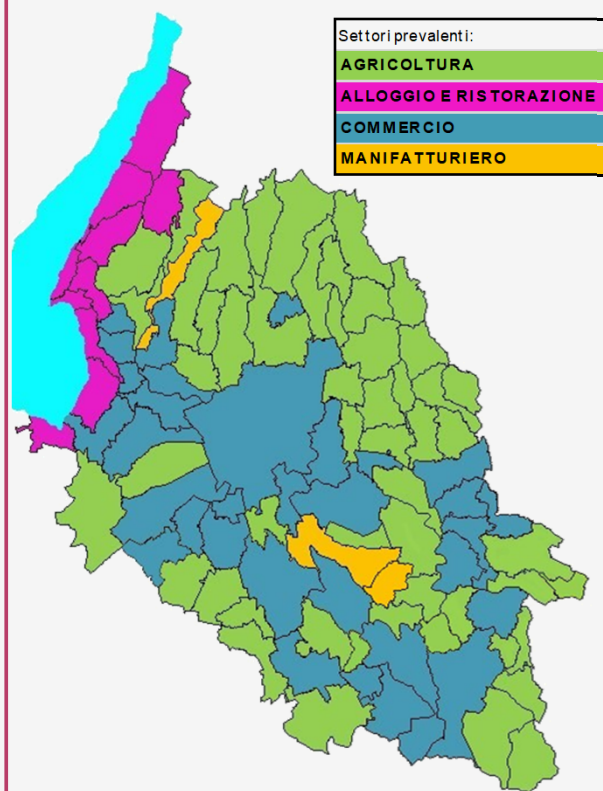 Settori prevalenti:
AGRICOLTURA
ALLOGGIO E RISTORAZIONE
COMMERCIO
MANIFATTURIERO